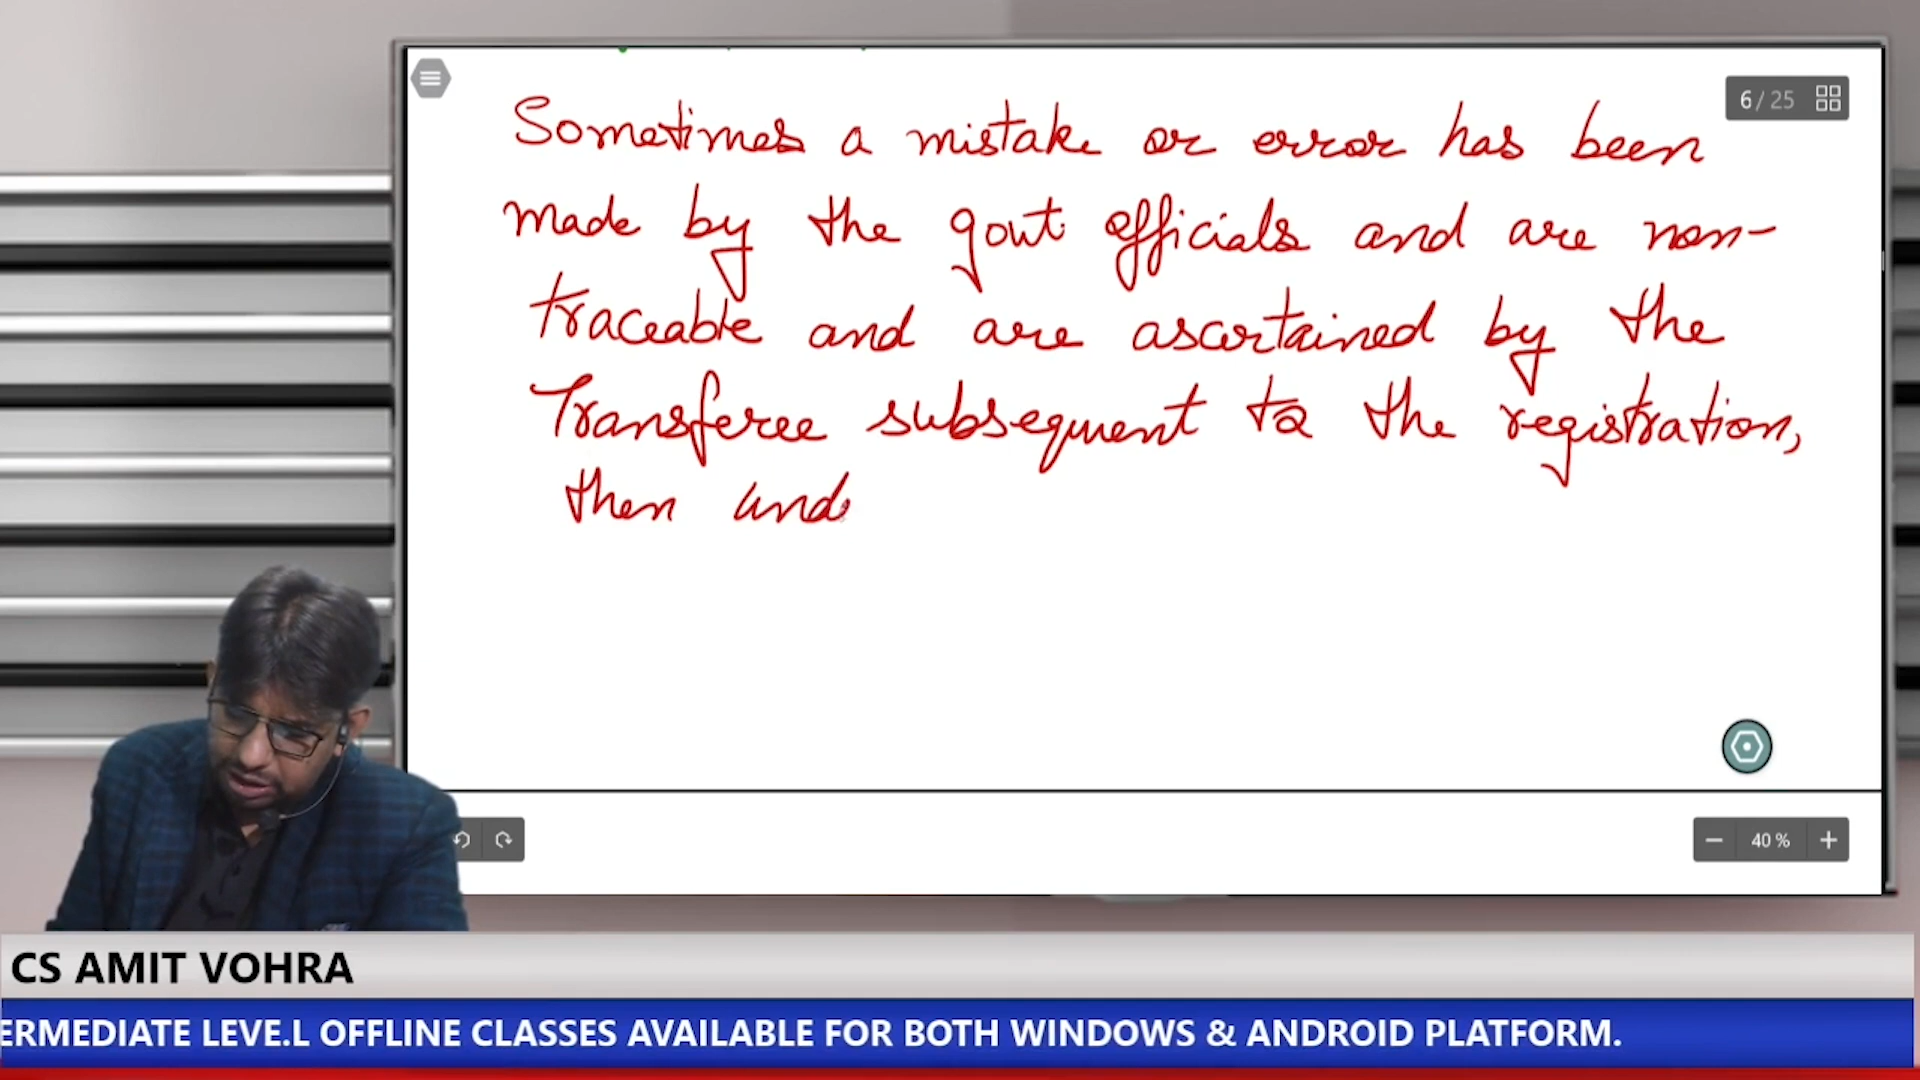 6 / 25
Sometimes a mistake or error has been
made by the govt officials and are non-
traceable and are ascertained by the
Transferee subsequent to the registration,
then und
40 %
CS AMIT VOHRA
ERMEDIATE LEVE.L OFFLINE CLASSES AVAILABLE FOR BOTH WINDOWS & ANDROID PLATFORM.